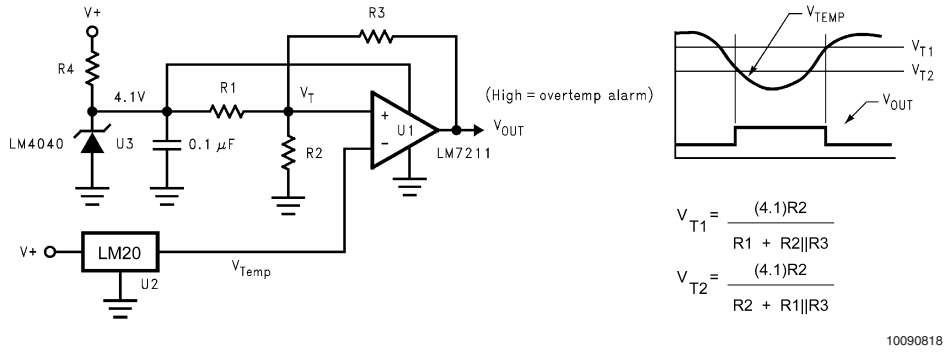 V+
R4
4.1V
LM4040
U3
0.1 μF
R1
V_T
R2
R3
+
−
U1
LM7211
(High = overtemp alarm)
V_OUT
V+
LM20
U2
V_Temp
V_TEMP
V_T1
V_T2
V_OUT
V_T1 = (4.1)R2
R1 + R2||R3
V_T2 = (4.1)R2
R2 + R1||R3
10090818